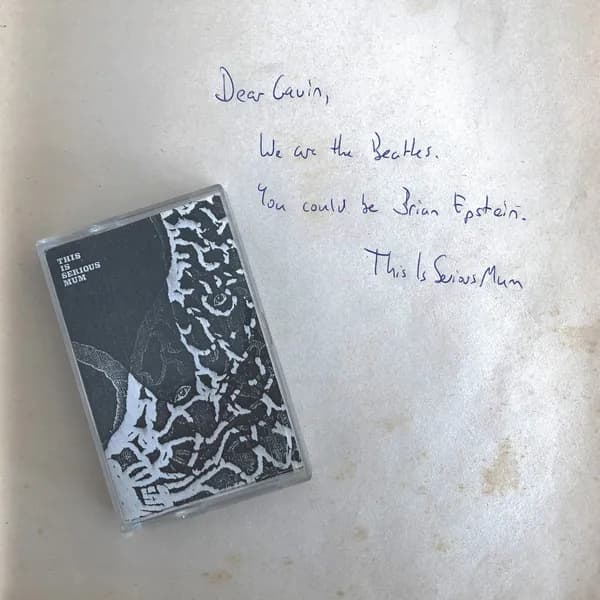 Dear Gavin,
We are the Beatles.
You could be Brian Epstein.
This Is Serious Mum
THIS
IS
SERIOUS
MUM